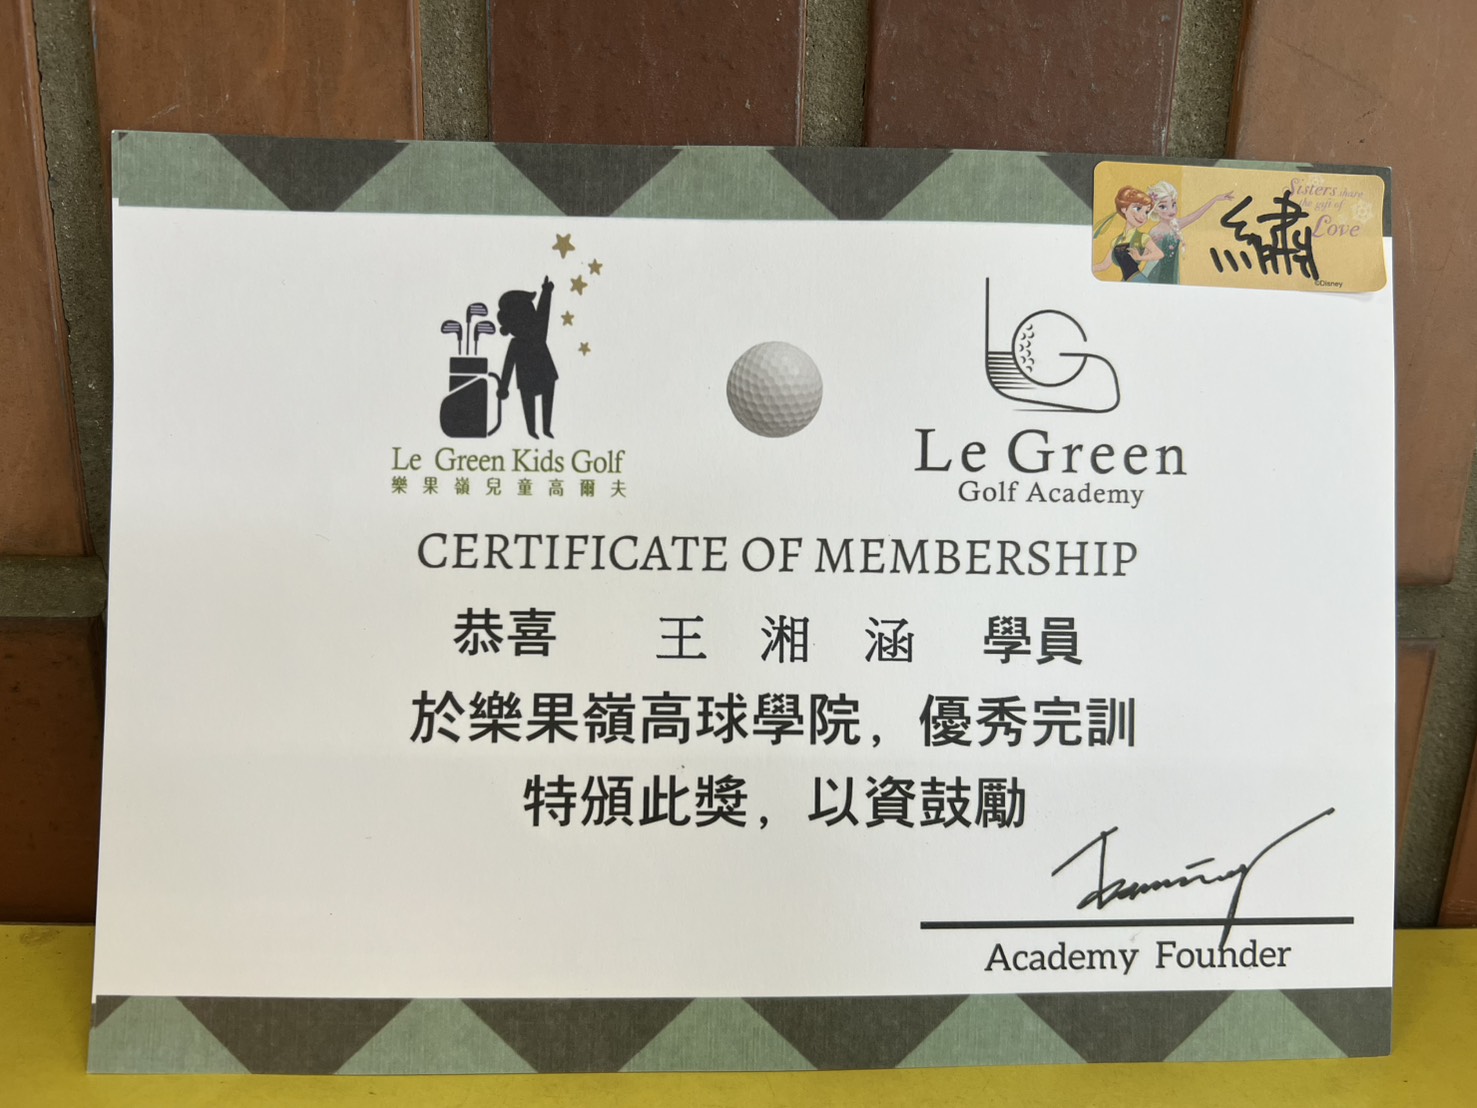 Sisters share
the gift of
Love
繡
©Disney
Le Green Kids Golf
樂果嶺兒童高爾夫
Le Green
Golf Academy
CERTIFICATE OF MEMBERSHIP
恭喜 王 湘 涵 學員
於樂果嶺高球學院，優秀完訓
特頒此獎，以資鼓勵
Academy Founder